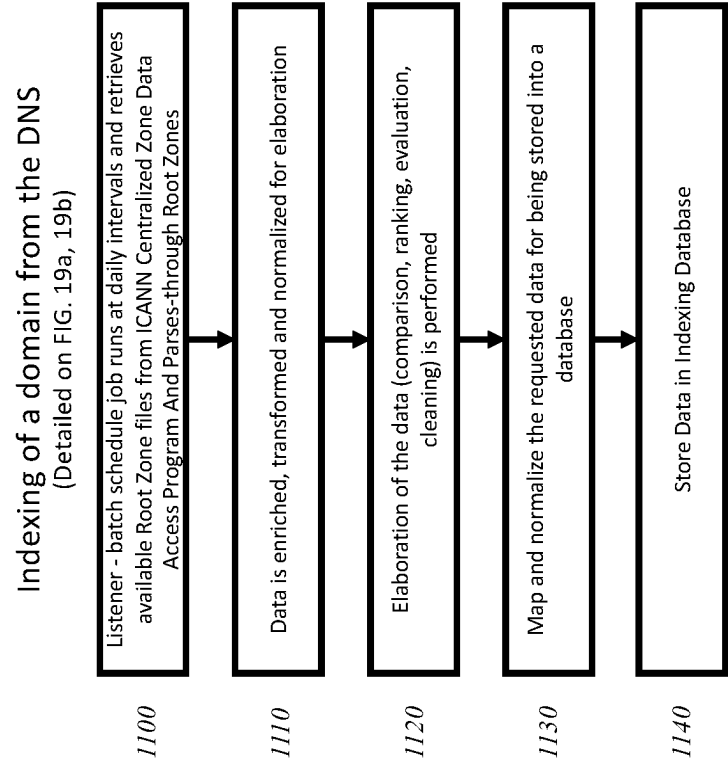 Indexing of a domain from the DNS
(Detailed on FIG. 19a, 19b)
1100
Listener - batch schedule job runs at daily intervals and retrieves
available Root Zone files from ICANN Centralized Zone Data
Access Program And Parses-through Root Zones
1110
Data is enriched, transformed and normalized for elaboration
1120
Elaboration of the data (comparison, ranking, evaluation,
cleaning) is performed
1130
Map and normalize the requested data for being stored into a
database
1140
Store Data in Indexing Database